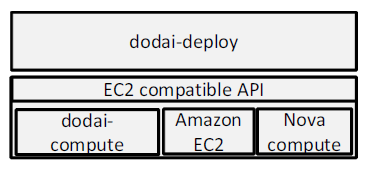 dodai-deploy
EC2 compatible API
dodai-
compute
Amazon
EC2
Nova
compute